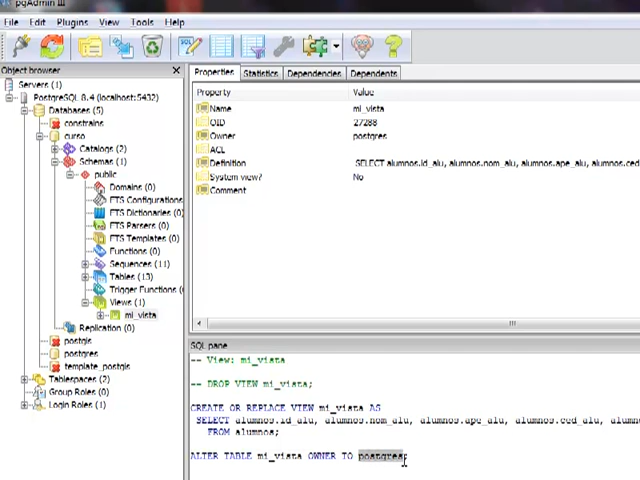 pgAdmin III
File Edit Plugins View Tools Help
Object browser
Servers (1)
PostgreSQL 8.4 (localhost:5432)
Databases (5)
constrains
curso
Catalogs (2)
Schemas (1)
public
Domains (0)
FTS Configurations
FTS Dictionaries (0)
FTS Parsers (0)
FTS Templates (0)
Functions (0)
Sequences (11)
Tables (13)
Trigger Functions (
Views (1)
mi_vista
Replication (0)
postgis
postgres
template_postgis
Tablespaces (2)
Group Roles (0)
Login Roles (1)
Properties Statistics Dependencies Dependents
Property Value
Name mi_vista
OID 27288
Owner postgres
ACL
Definition SELECT alumnos.id_alu, alumnos.nom_alu, alumnos.ape_alu, alumnos.ced
System view? No
Comment
SQL pane
-- View: mi_vista
-- DROP VIEW mi_vista;
CREATE OR REPLACE VIEW mi_vista AS
SELECT alumnos.id_alu, alumnos.nom_alu, alumnos.ape_alu, alumnos.ced_alu, alumn
FROM alumnos;
ALTER TABLE mi_vista OWNER TO postgres;